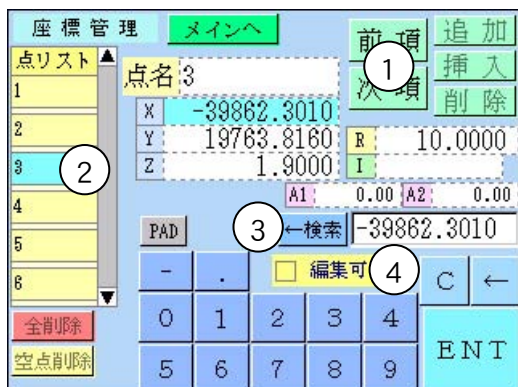 座標管理 メインへ 前項 追加
点リスト ▲ 点名 3 ① 挿入
1 次項 削除
X -39862.3010
2 Y 19763.8160 R 10.0000
3 ② Z 1.9000 I
A1 0.00 A2 0.00
4 PAD ③ ←検索 -39862.3010
5
6 - . 編集可 ④ C ←
▼
全削除 0 1 2 3 4 ENT
空点削除 5 6 7 8 9